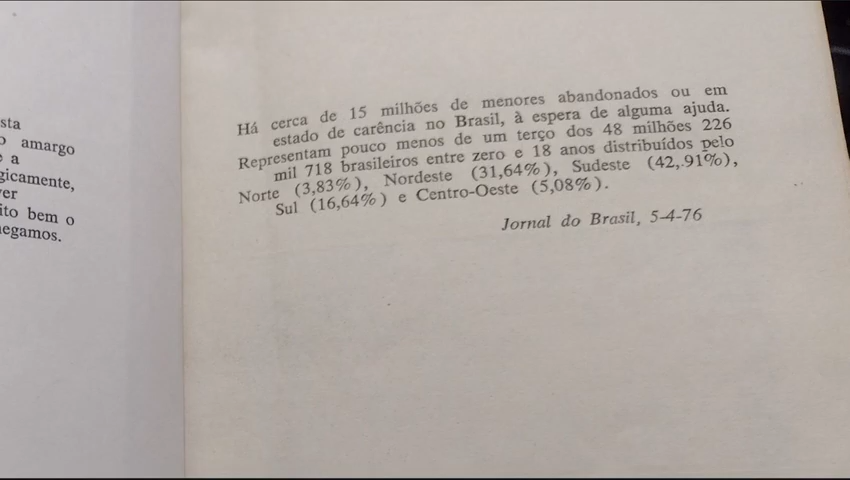 sta
amargo
a
gicamente,
ver
ito bem o
egamos.
Há cerca de 15 milhões de menores abandonados ou em
estado de carência no Brasil, à espera de alguma ajuda.
Representam pouco menos de um terço dos 48 milhões 226
mil 718 brasileiros entre zero e 18 anos distribuídos pelo
Norte (3,83%), Nordeste (31,64%), Sudeste (42,.91%),
Sul (16,64%) e Centro-Oeste (5,08%).
Jornal do Brasil, 5-4-76